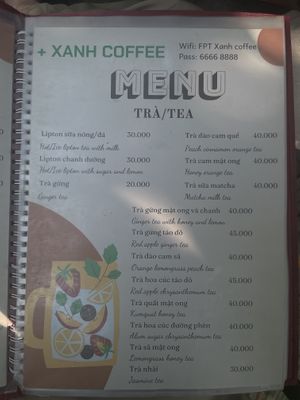 + XANH COFFEE
Wifi: FPT Xanh coffee
Pass: 6666 8888
MENU
TRÀ/TEA
Lipton sữa nóng/đá 30.000
Hot/Ice lipton tea with milk
Lipton chanh đường 30.000
Hot/Ice lipton with sugar and lemon
Trà gừng 20.000
Ginger tea
Trà đào cam quế 40.000
Peach cinnamon orange tea
Trà cam mật ong 40.000
Honey orange tea
Trà sữa matcha 40.000
Matcha milk tea
Trà gừng mật ong và chanh 40.000
Ginger tea with honey and lemon
Trà gừng táo đỏ 45.000
Red apple ginger tea
Trà đào cam sả 40.000
Orange lemongrass peach tea
Trà hoa cúc táo đỏ 45.000
Red apple chrysanthemum tea
Trà quất mật ong 40.000
Kumquat honey tea
Trà hoa cúc đường phèn 40.000
Alum sugar chrysanthemum tea
Trà sả mật ong 40.000
Lemongrass honey tea
Trà nhài 30.000
Jasmine tea